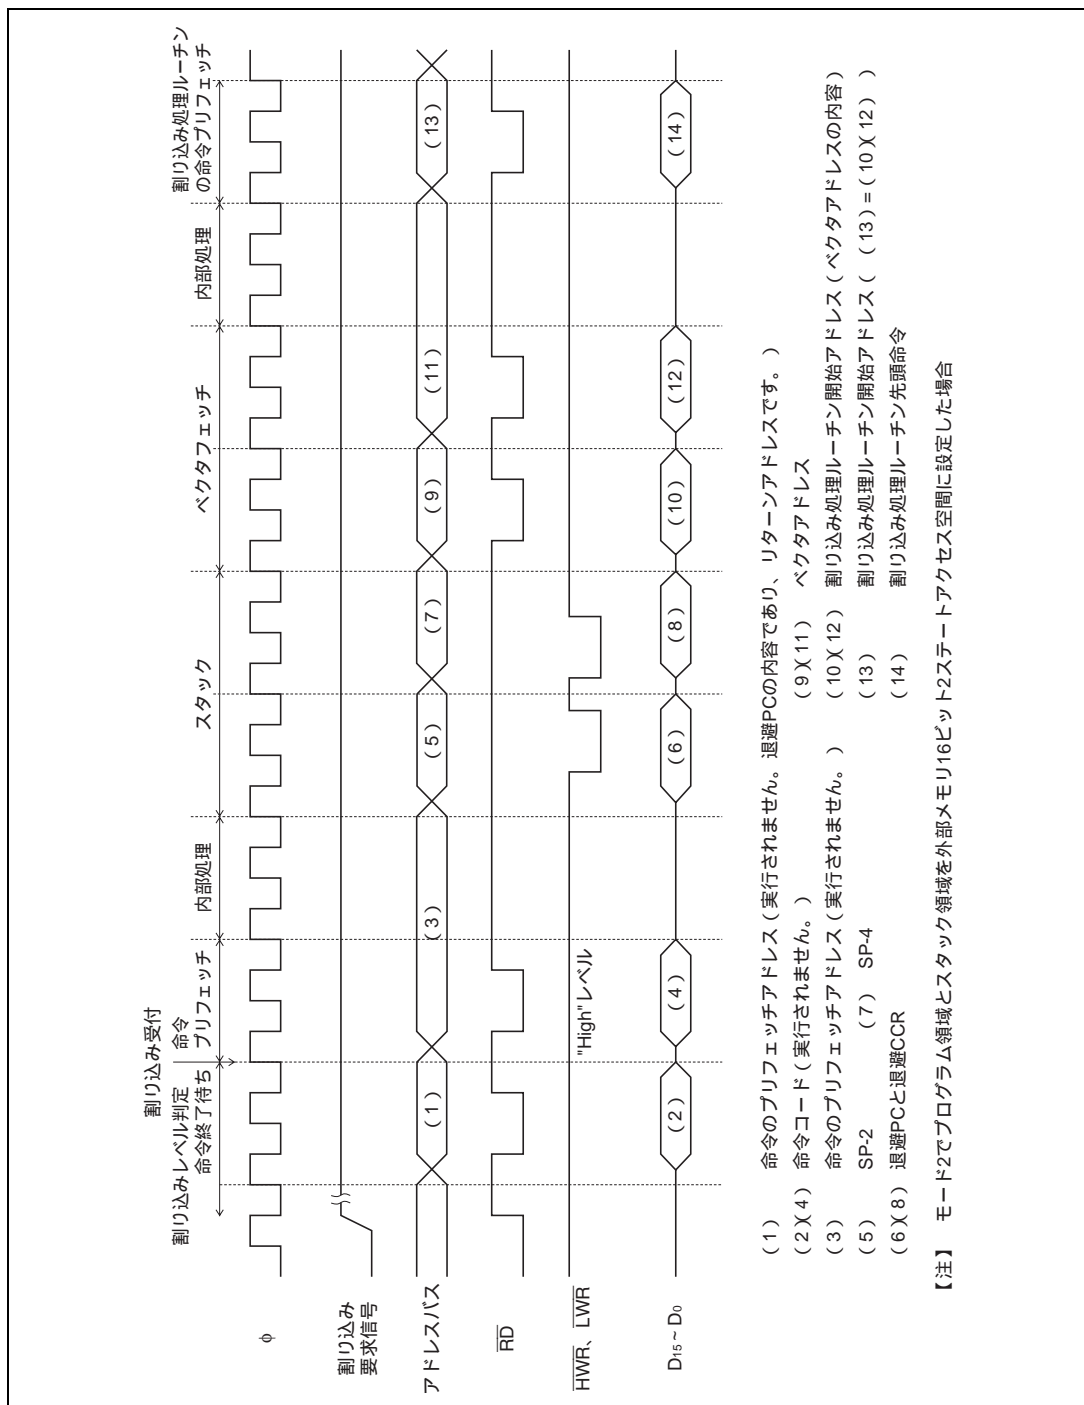 割り込み受付
割り込みレベル判定
命令終了待ち
命令
プリフェッチ
内部処理
スタック
ベクタフェッチ
内部処理
割り込み処理ルーチン
の命令プリフェッチ
φ
割り込み
要求信号
アドレスバス
(1)
(3)
(5)
(7)
(9)
(11)
(13)
RD
HWR、LWR
"High"レベル
D15~D0
(2)
(4)
(6)
(8)
(10)
(12)
(14)
(1) 命令のプリフェッチアドレス(実行されません。退避PCの内容であり、リターンアドレスです。)
(2)(4) 命令コード(実行されません。)
(3) 命令のプリフェッチアドレス(実行されません。)
(5) SP-2 (7) SP-4
(6)(8) 退避PCと退避CCR
(9)(11) ベクタアドレス
(10)(12) 割り込み処理ルーチン開始アドレス(ベクタアドレスの内容)
(13) 割り込み処理ルーチン開始アドレス((13)=(10)(12))
(14) 割り込み処理ルーチン先頭命令
【注】 モード2でプログラム領域とスタック領域を外部メモリ16ビット2ステートアクセス空間に設定した場合